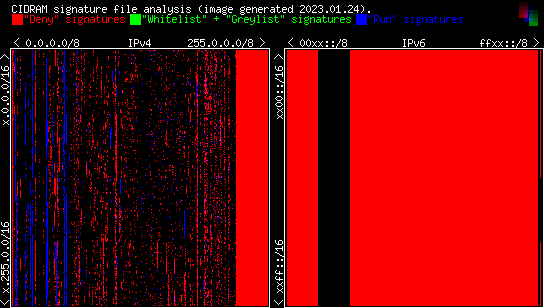 CIDRAM signature file analysis (image generated 2023.01.24).
"Deny" signatures "Whitelist" + "Greylist" signatures "Run" signatures
< 0.0.0.0/8 IPv4 255.0.0.0/8 >
< 00xx::/8 IPv6 ffxx::/8 >
< x.255.0.0/16 x.0.0.0/16 >
< xxff::/16 xx00::/16 >